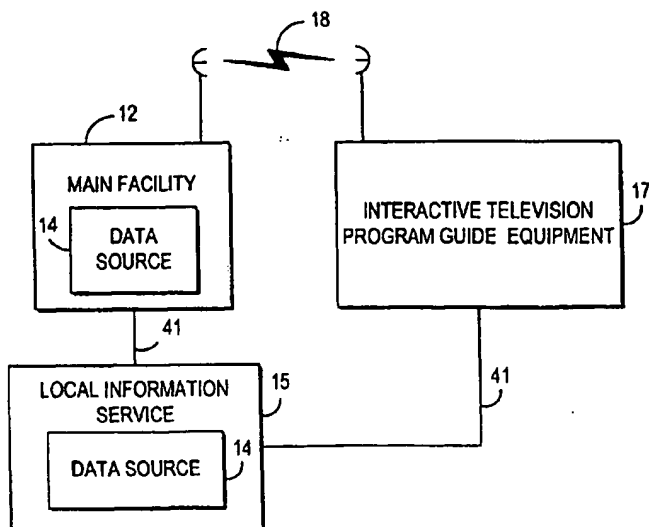 18
12
MAIN FACILITY
14
DATA
SOURCE
17
INTERACTIVE TELEVISION
PROGRAM GUIDE EQUIPMENT
41
LOCAL INFORMATION
SERVICE
15
14
DATA SOURCE
41